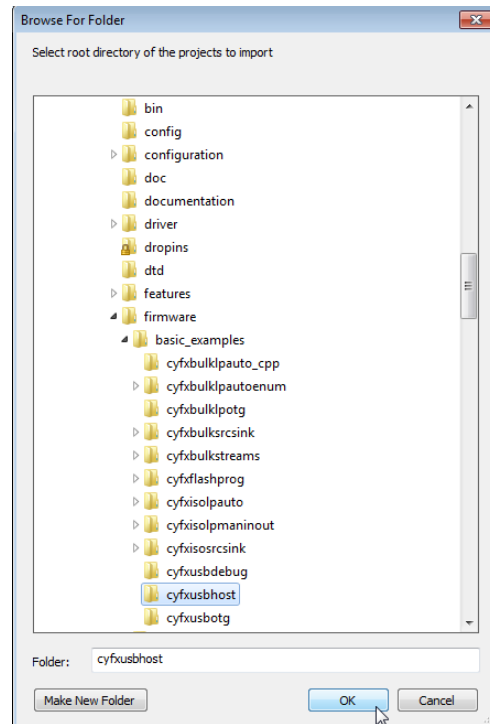 Browse For Folder
Select root directory of the projects to import
bin
config
configuration
doc
documentation
driver
dropins
dtd
features
firmware
basic_examples
cyfxbulklpauto_cpp
cyfxbulklpautoenum
cyfxbulklpotg
cyfxbulksrcsink
cyfxbulkstreams
cyfxflashprog
cyfxisolpauto
cyfxisolpmaninout
cyfxisosrcsink
cyfxusbdebug
cyfxusbhost
cyfxusbotg
Folder: cyfxusbhost
Make New Folder OK Cancel